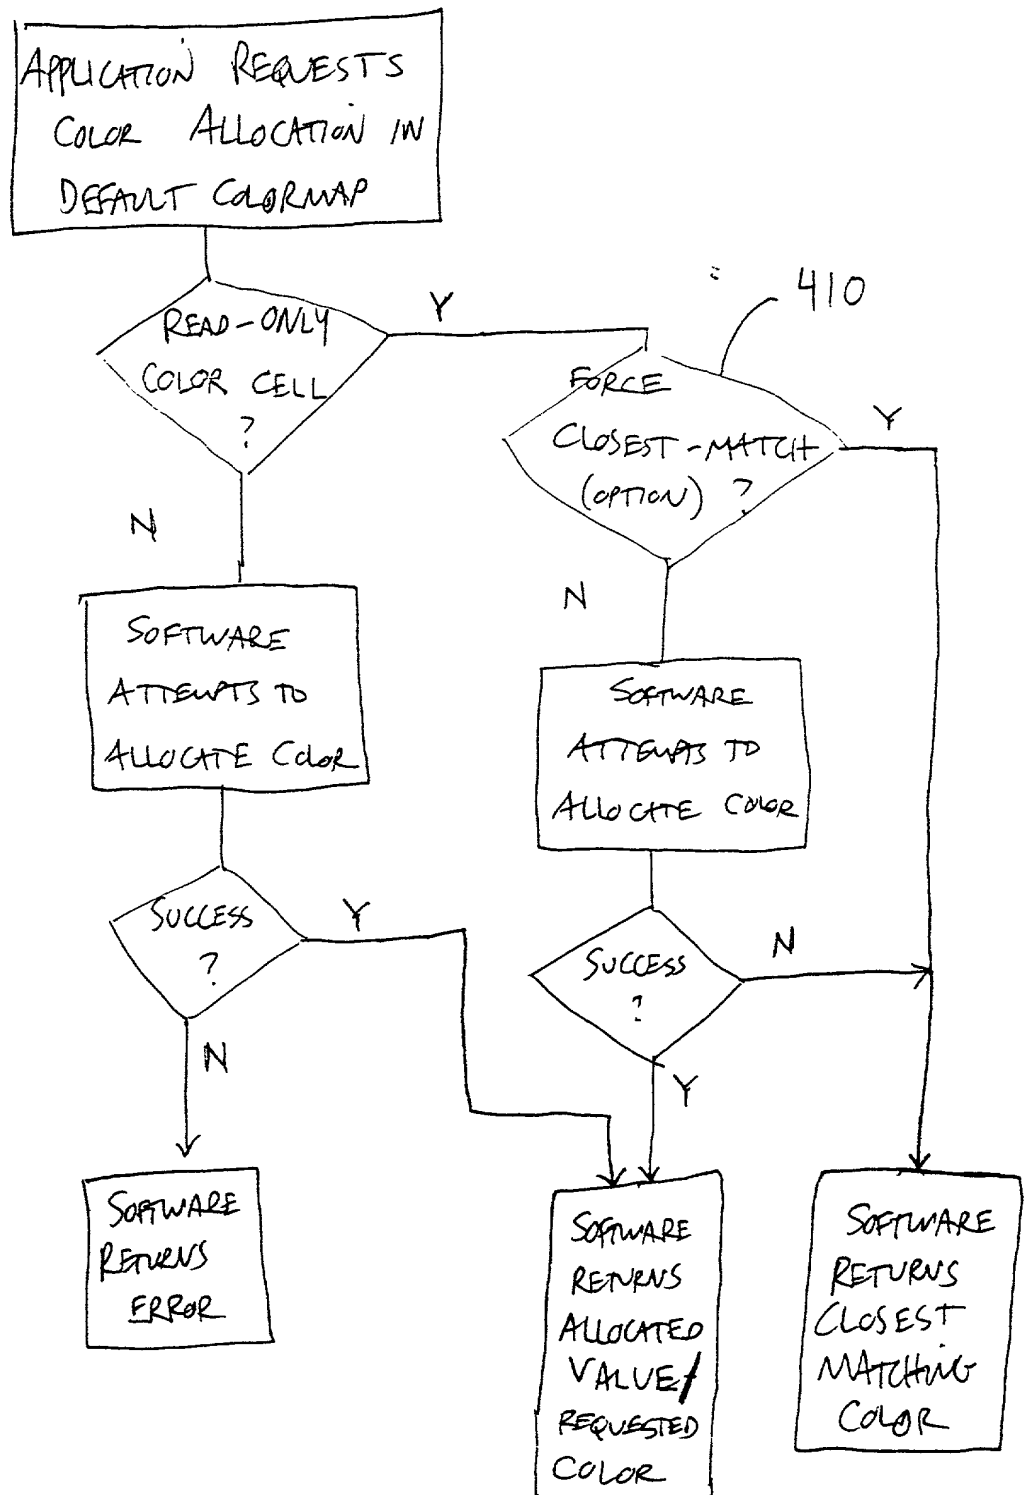 APPLICATION REQUESTS
COLOR ALLOCATION IN
DEFAULT COLORMAP
READ-ONLY
COLOR CELL
?
Y
N
410
FORCE
CLOSEST-MATCH
(OPTION) ?
Y
N
SOFTWARE
ATTEMPTS TO
ALLOCATE COLOR
SOFTWARE
ATTEMPTS TO
ALLOCATE COLOR
SUCCESS
?
Y
N
SUCCESS
?
N
Y
SOFTWARE
RETURNS
ERROR
SOFTWARE
RETURNS
ALLOCATED
VALUE/
REQUESTED
COLOR
SOFTWARE
RETURNS
CLOSEST
MATCHING
COLOR